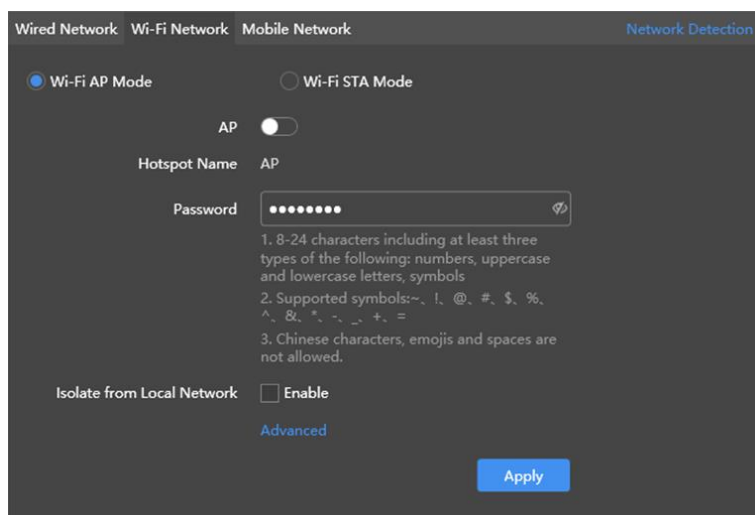 Wired Network Wi-Fi Network Mobile Network Network Detection
Wi-Fi AP Mode Wi-Fi STA Mode
AP
Hotspot Name AP
Password ●●●●●●●●
1. 8-24 characters including at least three
types of the following: numbers, uppercase
and lowercase letters, symbols
2. Supported symbols:~、!、@、#、$、%、
^、&、*、-、_、+、=
3. Chinese characters, emojis and spaces are
not allowed.
Isolate from Local Network Enable
Advanced
Apply